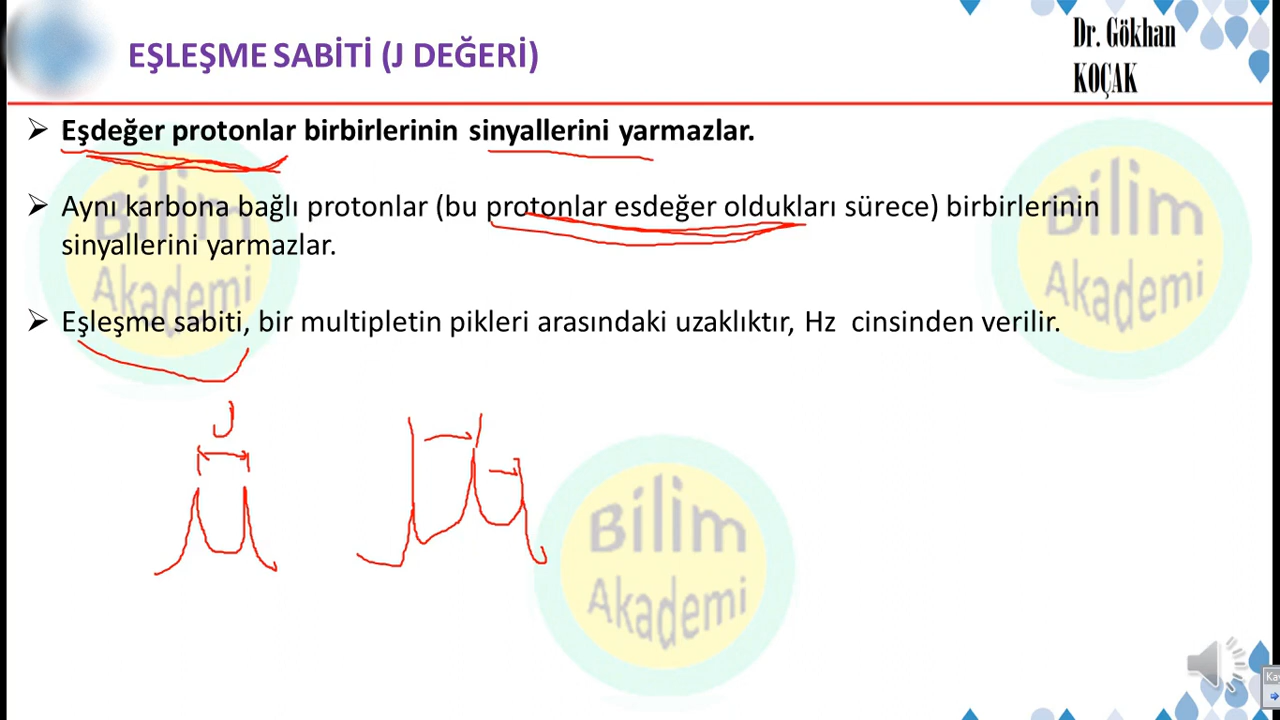 EŞLEŞME SABİTİ (J DEĞERİ)
Dr. Gökhan
KOÇAK
➢ Eşdeğer protonlar birbirlerinin sinyallerini yarmazlar.
➢ Aynı karbona bağlı protonlar (bu protonlar esdeğer oldukları sürece) birbirlerinin
sinyallerini yarmazlar.
➢ Eşleşme sabiti, bir multipletin pikleri arasındaki uzaklıktır, Hz cinsinden verilir.
J
Bilim
Akademi
Bilim
Akademi
Bilim
Akademi